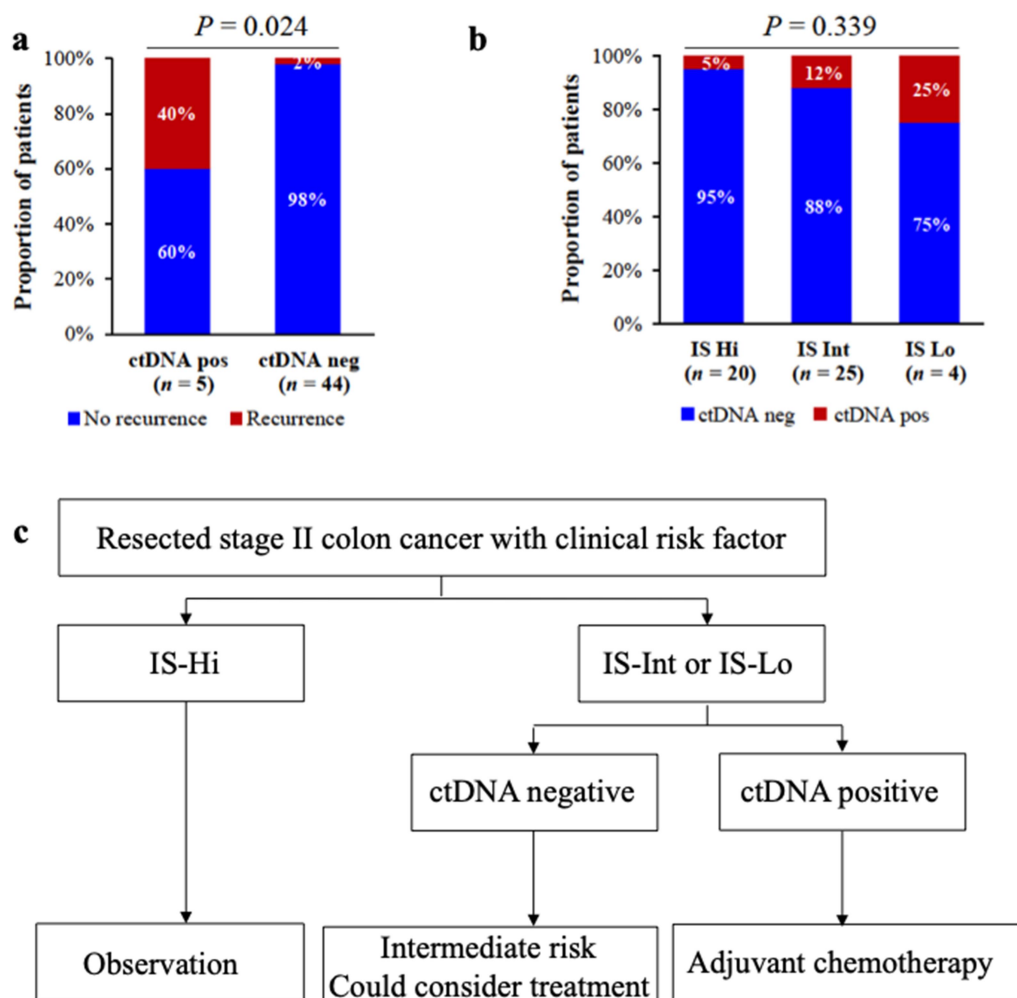 a
P = 0.024
Proportion of patients
100%
80%
60%
40%
20%
0%
40%
60%
2%
98%
ctDNA pos
(n = 5)
ctDNA neg
(n = 44)
No recurrence
Recurrence
b
P = 0.339
Proportion of patients
100%
80%
60%
40%
20%
0%
5%
95%
12%
88%
25%
75%
IS Hi
(n = 20)
IS Int
(n = 25)
IS Lo
(n = 4)
ctDNA neg
ctDNA pos
c
Resected stage II colon cancer with clinical risk factor
IS-Hi
IS-Int or IS-Lo
ctDNA negative
ctDNA positive
Observation
Intermediate risk
Could consider treatment
Adjuvant chemotherapy